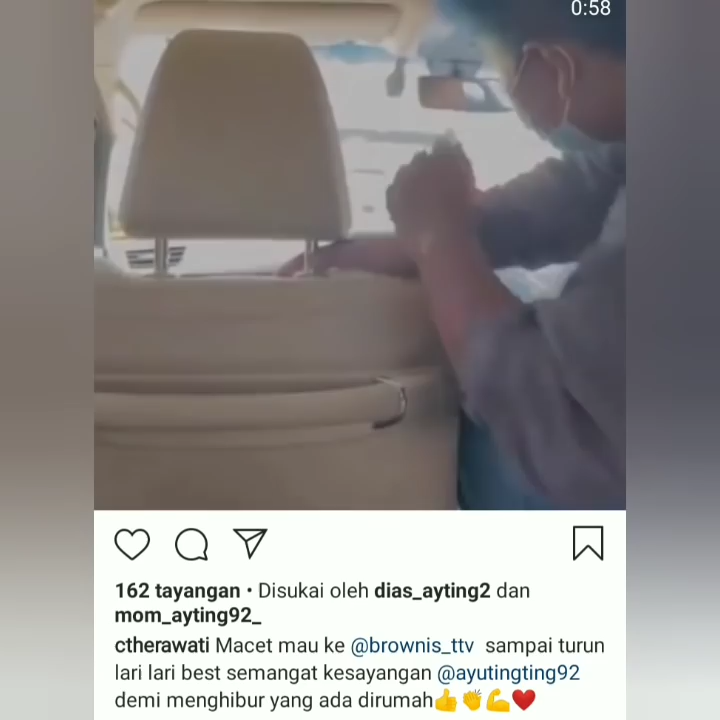 0:58
162 tayangan • Disukai oleh dias_ayting2 dan
mom_ayting92_
ctherawati Macet mau ke @brownis_ttv sampai turun
lari lari best semangat kesayangan @ayutingting92
demi menghibur yang ada dirumah👍👏💪❤️